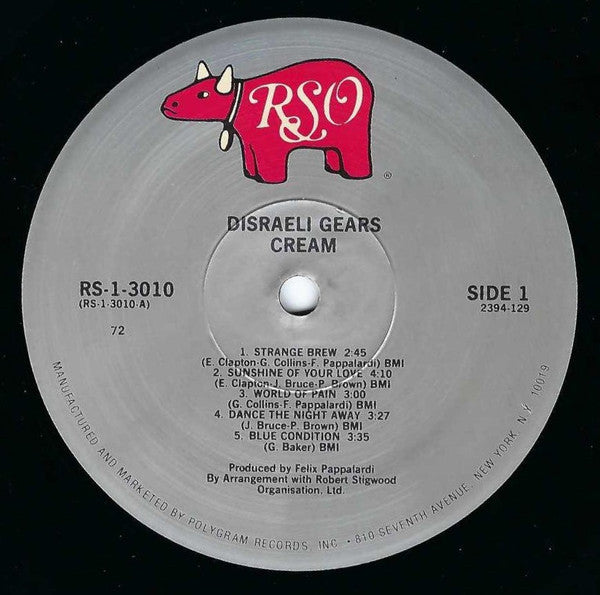 RS&O
®
DISRAELI GEARS
CREAM
RS-1-3010
(RS-1-3010-A)
72
SIDE 1
2394-129
1. STRANGE BREW 2:45
(E. Clapton-G. Collins-F. Pappalardi) BMI
2. SUNSHINE OF YOUR LOVE 4:10
(E. Clapton-J. Bruce-P. Brown) BMI
3. WORLD OF PAIN 3:00
(G. Collins-F. Pappalardi) BMI
4. DANCE THE NIGHT AWAY 3:31
(J. Bruce-P. Brown) BMI
5. BLUE CONDITION 3:35
(G. Baker) BMI
Produced by Felix Pappalardi
By Arrangement with Robert Stigwood
Organisation, Ltd.
MANUFACTURED AND MARKETED BY POLYGRAM RECORDS, INC • 810 SEVENTH AVENUE, NEW YORK, N.Y. 10019